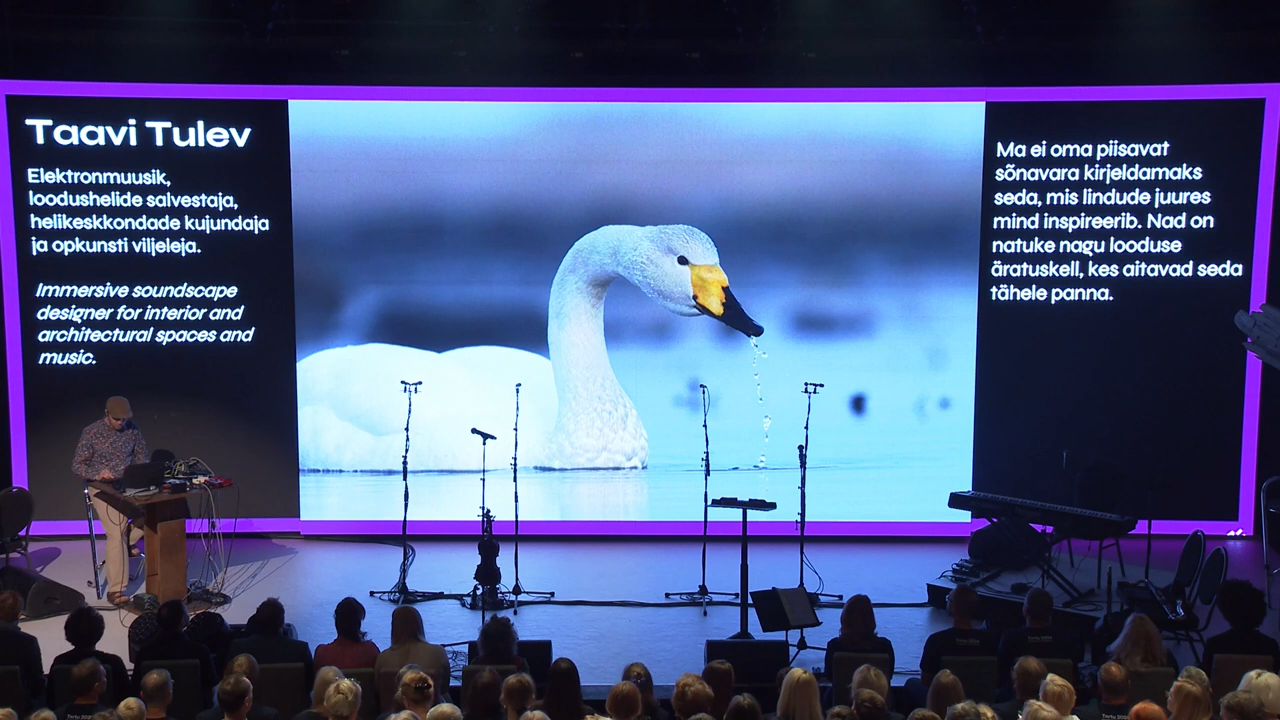 Taavi Tulev
Elektronmuusik,
loodushelide salvestaja,
helikeskkondade kujundaja
ja opkunsti viljeleja.
Immersive soundscape
designer for interior and
architectural spaces and
music.
Ma ei oma piisavat
sõnavara kirjeldamaks
seda, mis lindude juures
mind inspireerib. Nad on
natuke nagu looduse
äratuskell, kes aitavad seda
tähele panna.